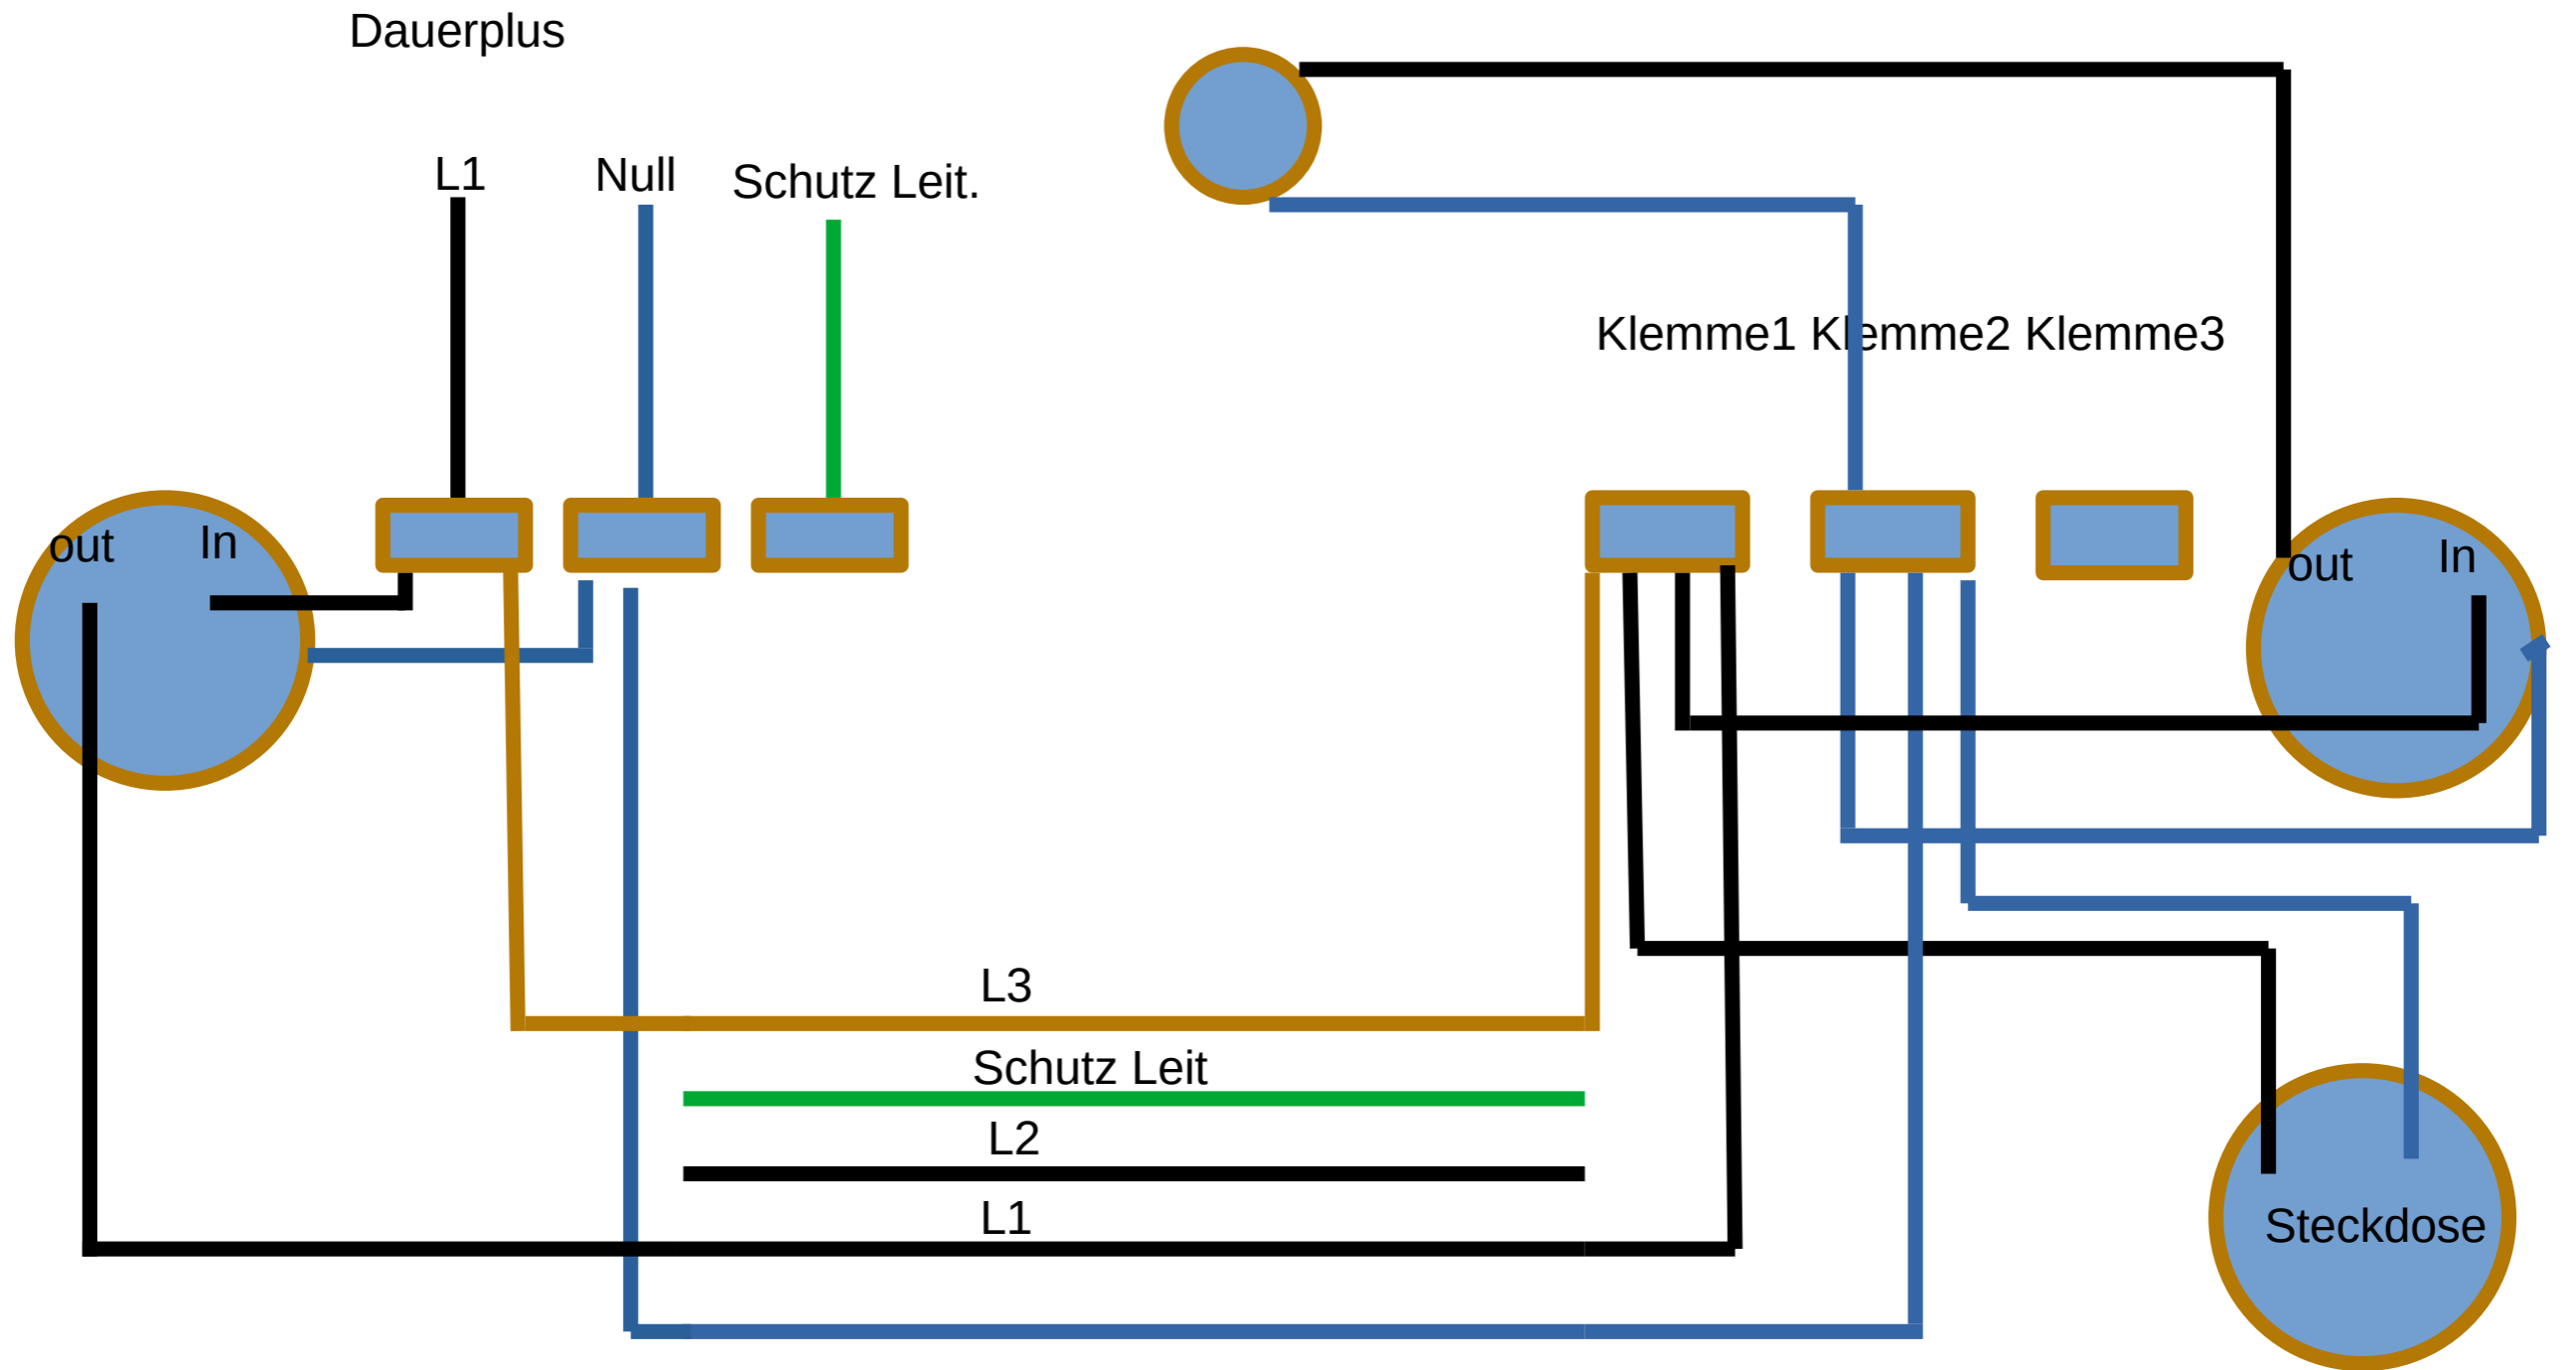 Dauerplus
L1 Null Schutz Leit.
Klemme1 Klemme2 Klemme3
out In
out In
L3
Schutz Leit
L2
L1
Steckdose